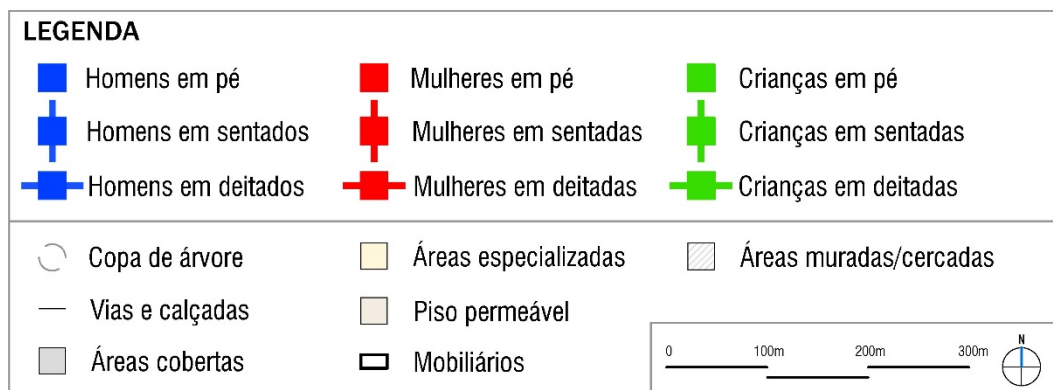 LEGENDA
Homens em pé
Mulheres em pé
Crianças em pé
Homens em sentados
Mulheres em sentadas
Crianças em sentadas
Homens em deitados
Mulheres em deitadas
Crianças em deitadas
Copa de árvore
Áreas especializadas
Áreas muradas/cercadas
Vias e calçadas
Piso permeável
Áreas cobertas
Mobiliários
0 100m 200m 300m
N